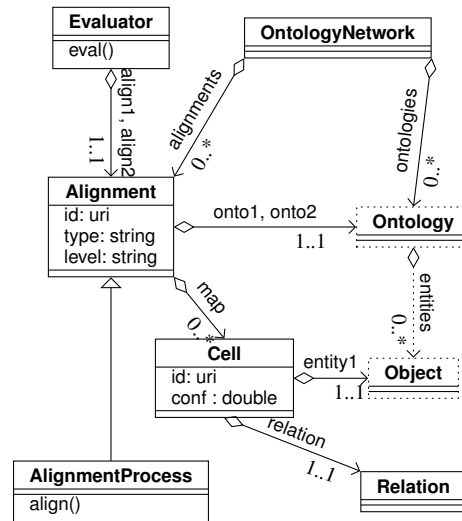 Evaluator
eval()
OntologyNetwork
align1, align2
1..1
alignments
0..*
ontologies
0..*
Alignment
id: uri
type: string
level: string
onto1, onto2
1..1
Ontology
map
0..*
entities
0..*
Cell
id: uri
conf : double
entity1
1..1
Object
relation
1..1
AlignmentProcess
align()
Relation